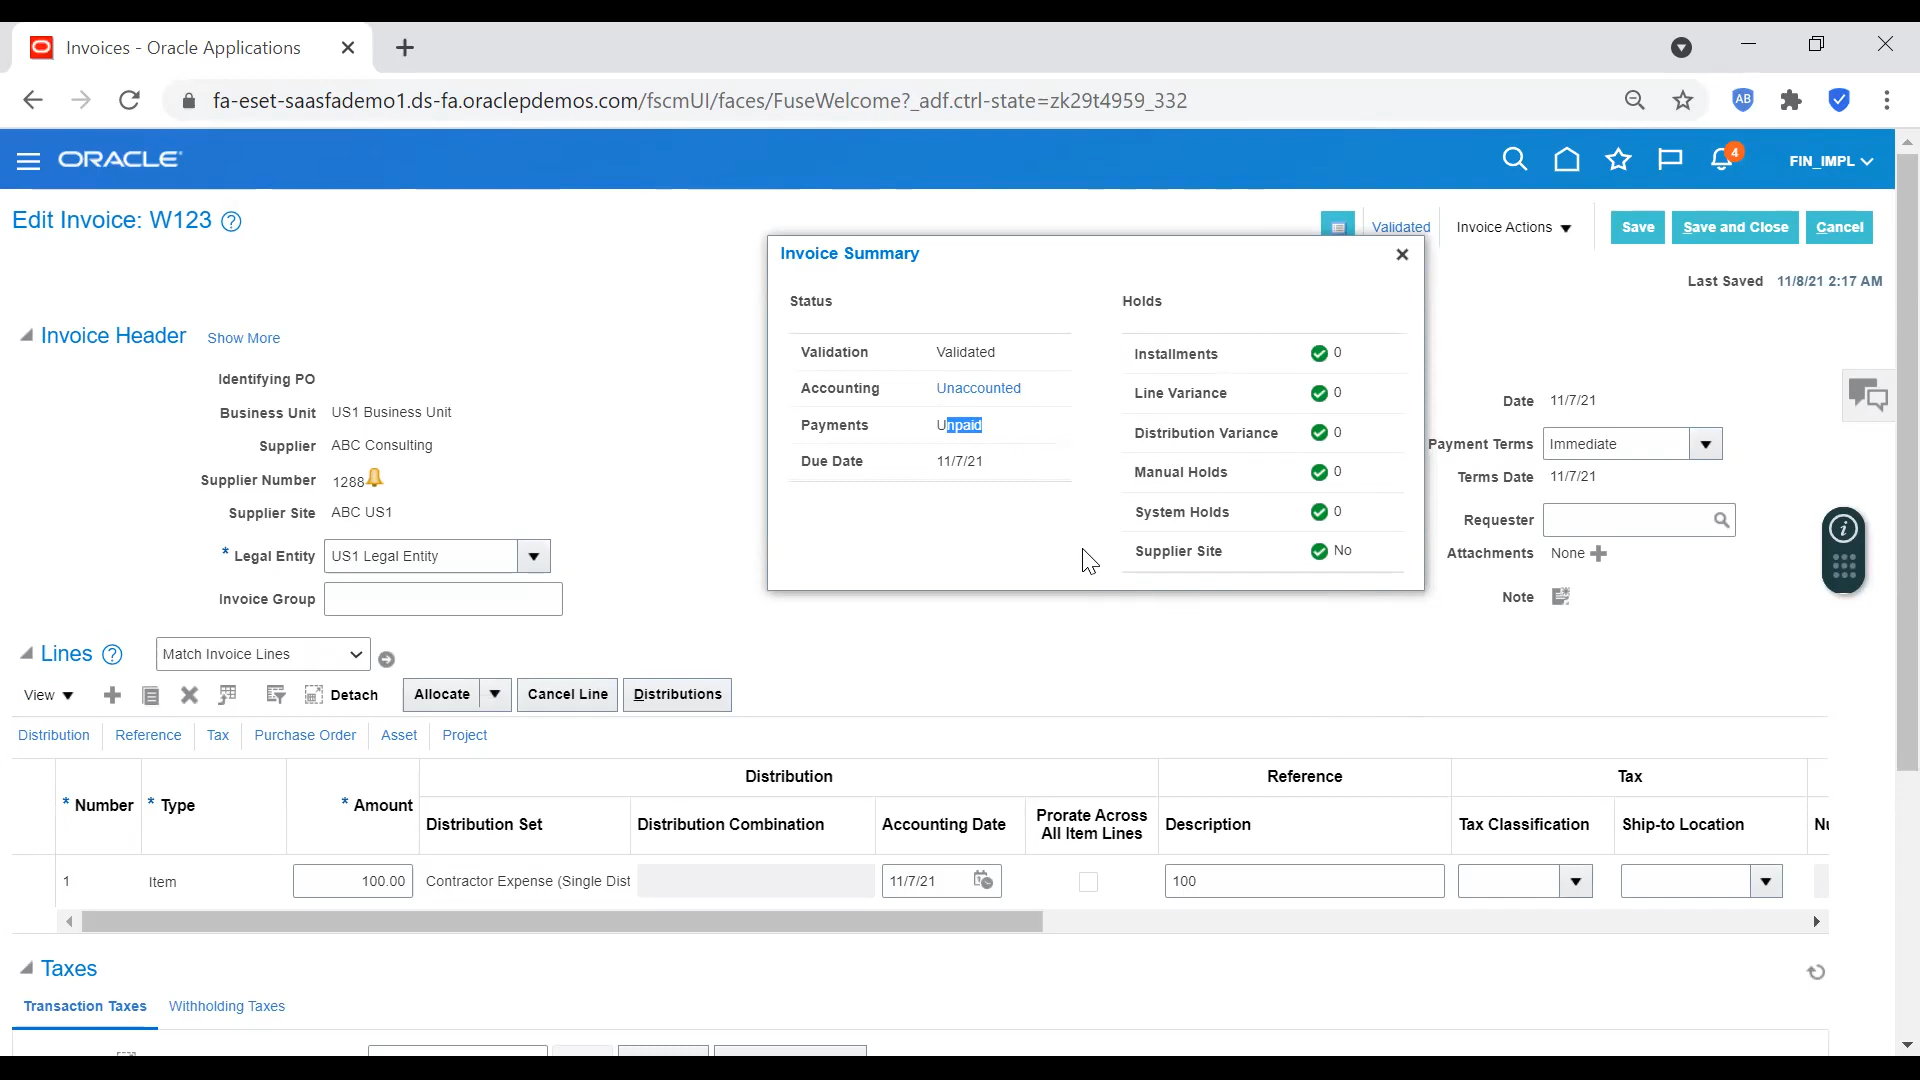 Invoices - Oracle Applications
fa-eset-saasfademo1.ds-fa.oraclepdemos.com/fscmUI/faces/FuseWelcome?_adf.ctrl-state=zk29t4959_332
AB
ORACLE
4
FIN_IMPL
Edit Invoice: W123
Validated
Invoice Actions
Save
Save and Close
Cancel
Last Saved 11/8/21 2:17 AM
Invoice Summary
Status
Validation Validated
Accounting Unaccounted
Payments Unpaid
Due Date 11/7/21
Holds
Installments 0
Line Variance 0
Distribution Variance 0
Manual Holds 0
System Holds 0
Supplier Site No
Invoice Header Show More
Identifying PO
Business Unit US1 Business Unit
Supplier ABC Consulting
Supplier Number 1288
Supplier Site ABC US1
* Legal Entity US1 Legal Entity
Invoice Group
Date 11/7/21
Payment Terms Immediate
Terms Date 11/7/21
Requester
Attachments None
Note
Lines Match Invoice Lines
View Detach Allocate Cancel Line Distributions
Distribution Reference Tax Purchase Order Asset Project
Distribution Reference Tax
* Number * Type * Amount Distribution Set Distribution Combination Accounting Date Prorate Across All Item Lines Description Tax Classification Ship-to Location
1 Item 100.00 Contractor Expense (Single Dist 11/7/21 100
Taxes
Transaction Taxes Withholding Taxes